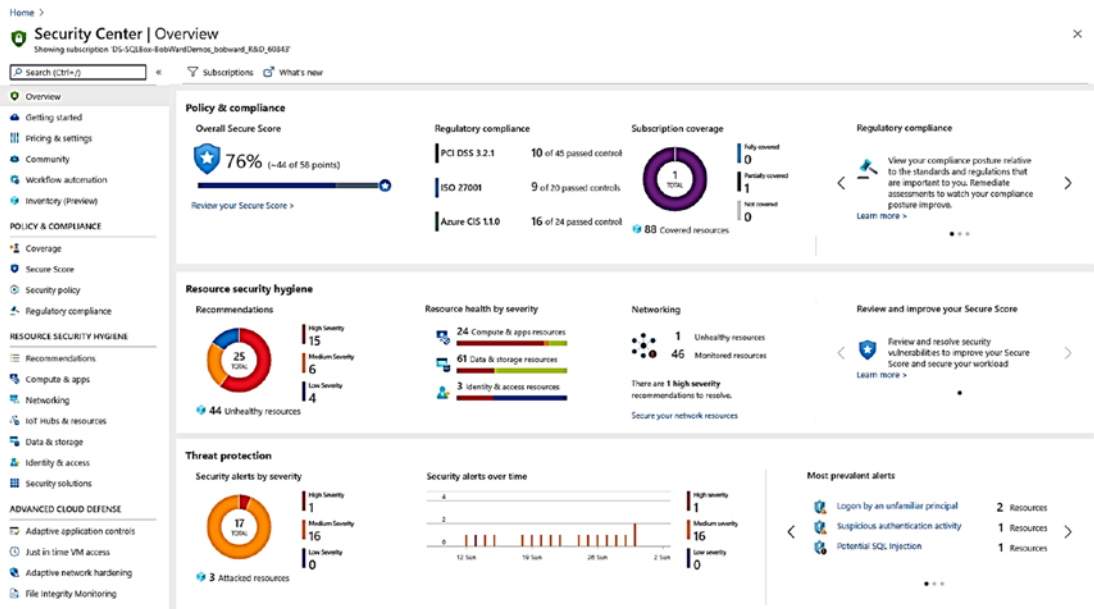 Home >
Security Center | Overview
Showing subscription 'DS-SQLBox-BobWardDemos_bobward_R&D_60843'
Search (Ctrl+/)
«
Subscriptions
What's new
Overview
Getting started
Pricing & settings
Community
Workflow automation
Inventory (Preview)
POLICY & COMPLIANCE
Coverage
Secure Score
Security policy
Regulatory compliance
RESOURCE SECURITY HYGIENE
Recommendations
Compute & apps
Networking
IoT Hubs & resources
Data & storage
Identity & access
Security solutions
ADVANCED CLOUD DEFENSE
Adaptive application controls
Just in time VM access
Adaptive network hardening
File Integrity Monitoring
Policy & compliance
Overall Secure Score
76% (~44 of 58 points)
Review your Secure Score >
Regulatory compliance
PCI DSS 3.2.1 10 of 45 passed control
ISO 27001 9 of 20 passed controls
Azure CIS 1.1.0 16 of 24 passed control
Subscription coverage
1
TOTAL
Fully covered
0
Partially covered
1
Not covered
0
88 Covered resources
Regulatory compliance
View your compliance posture relative
to the standards and regulations that
are important to you. Remediate
assessments to watch your compliance
posture improve.
Learn more >
Resource security hygiene
Recommendations
25
TOTAL
High Severity
15
Medium Severity
6
Low Severity
4
44 Unhealthy resources
Resource health by severity
24 Compute & apps resources
61 Data & storage resources
3 Identity & access resources
Networking
1 Unhealthy resources
46 Monitored resources
There are 1 high severity
recommendations to resolve.
Secure your network resources
Review and improve your Secure Score
Review and resolve security
vulnerabilities to improve your Secure
Score and secure your workload
Learn more >
Threat protection
Security alerts by severity
17
TOTAL
High Severity
1
Medium Severity
16
Low Severity
0
3 Attacked resources
Security alerts over time
4
2
0
12 Sun 19 Sun 26 Sun 2 Sun
High severity
1
Medium severity
16
Low severity
0
Most prevalent alerts
Logon by an unfamiliar principal 2 Resources
Suspicious authentication activity 1 Resources
Potential SQL Injection 1 Resources